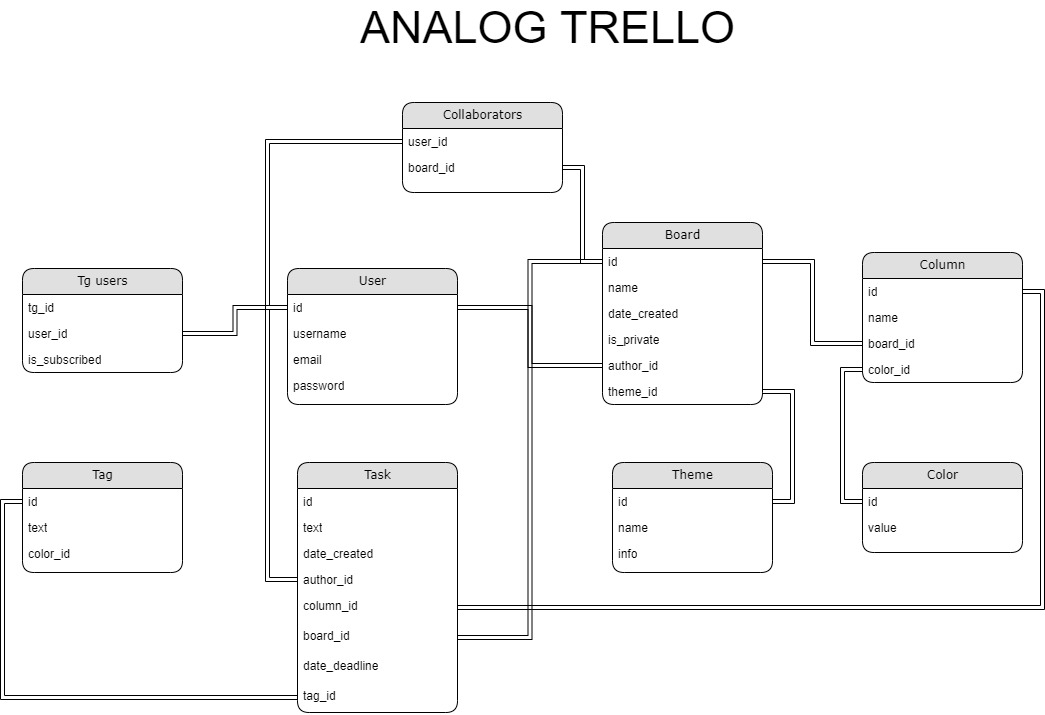 ANALOG TRELLO
Collaborators
user_id
board_id
Board
id
name
date_created
is_private
author_id
theme_id
Column
id
name
board_id
color_id
Tg users
tg_id
user_id
is_subscribed
User
id
username
email
password
Tag
id
text
color_id
Task
id
text
date_created
author_id
column_id
board_id
date_deadline
tag_id
Theme
id
name
info
Color
id
value